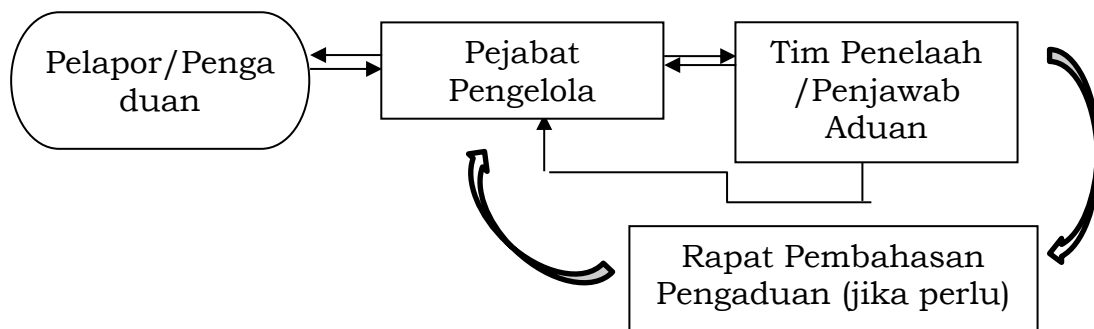 Pelapor/Penga
duan
Pejabat
Pengelola
Tim Penelaah
/Penjawab
Aduan
Rapat Pembahasan
Pengaduan (jika perlu)